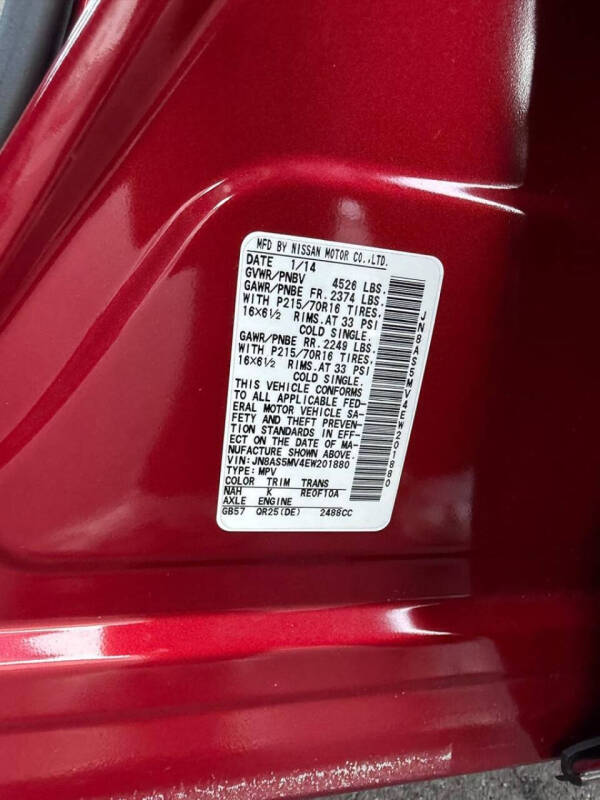 MFD BY NISSAN MOTOR CO.,LTD.
DATE 1/14
GVWR/PNBV 4526 LBS.
GAWR/PNBE FR. 2374 LBS.
WITH P215/70R16 TIRES.
16X6½ RIMS.AT 33 PSI
COLD SINGLE.
GAWR/PNBE RR. 2249 LBS.
WITH P215/70R16 TIRES.
16X6½ RIMS.AT 33 PSI
COLD SINGLE.
THIS VEHICLE CONFORMS
TO ALL APPLICABLE FED-
ERAL MOTOR VEHICLE SA-
FETY AND THEFT PREVEN-
TION STANDARDS IN EFF-
ECT ON THE DATE OF MA-
NUFACTURE SHOWN ABOVE.
VIN:JN8AS5MV4EW201880
TYPE:MPV
COLOR TRIM TRANS
NAH K RE0F10A
AXLE ENGINE
GB57 QR25(DE) 2488CC
JN8AS5MV4EW201880